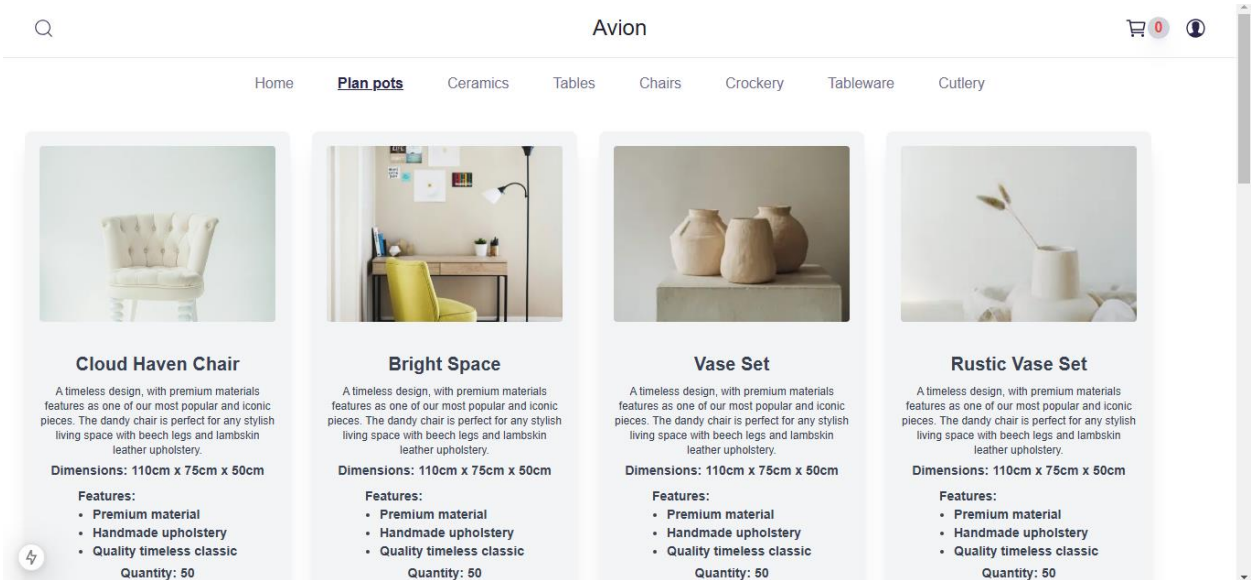 Avion
0
Home Plan pots Ceramics Tables Chairs Crockery Tableware Cutlery
Cloud Haven Chair
A timeless design, with premium materials
features as one of our most popular and iconic
pieces. The dandy chair is perfect for any stylish
living space with beech legs and lambskin
leather upholstery.
Dimensions: 110cm x 75cm x 50cm
Features:
• Premium material
• Handmade upholstery
• Quality timeless classic
Quantity: 50
Bright Space
A timeless design, with premium materials
features as one of our most popular and iconic
pieces. The dandy chair is perfect for any stylish
living space with beech legs and lambskin
leather upholstery.
Dimensions: 110cm x 75cm x 50cm
Features:
• Premium material
• Handmade upholstery
• Quality timeless classic
Quantity: 50
Vase Set
A timeless design, with premium materials
features as one of our most popular and iconic
pieces. The dandy chair is perfect for any stylish
living space with beech legs and lambskin
leather upholstery.
Dimensions: 110cm x 75cm x 50cm
Features:
• Premium material
• Handmade upholstery
• Quality timeless classic
Quantity: 50
Rustic Vase Set
A timeless design, with premium materials
features as one of our most popular and iconic
pieces. The dandy chair is perfect for any stylish
living space with beech legs and lambskin
leather upholstery.
Dimensions: 110cm x 75cm x 50cm
Features:
• Premium material
• Handmade upholstery
• Quality timeless classic
Quantity: 50